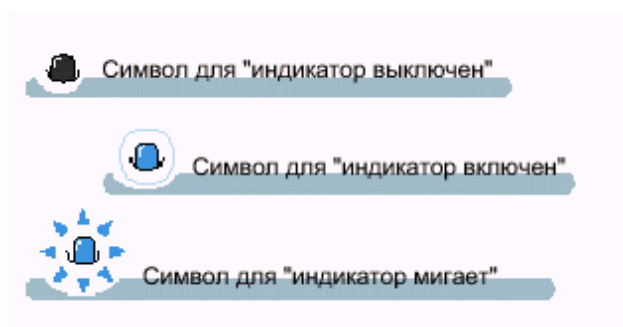 Символ для "индикатор выключен"
Символ для "индикатор включен"
Символ для "индикатор мигает"